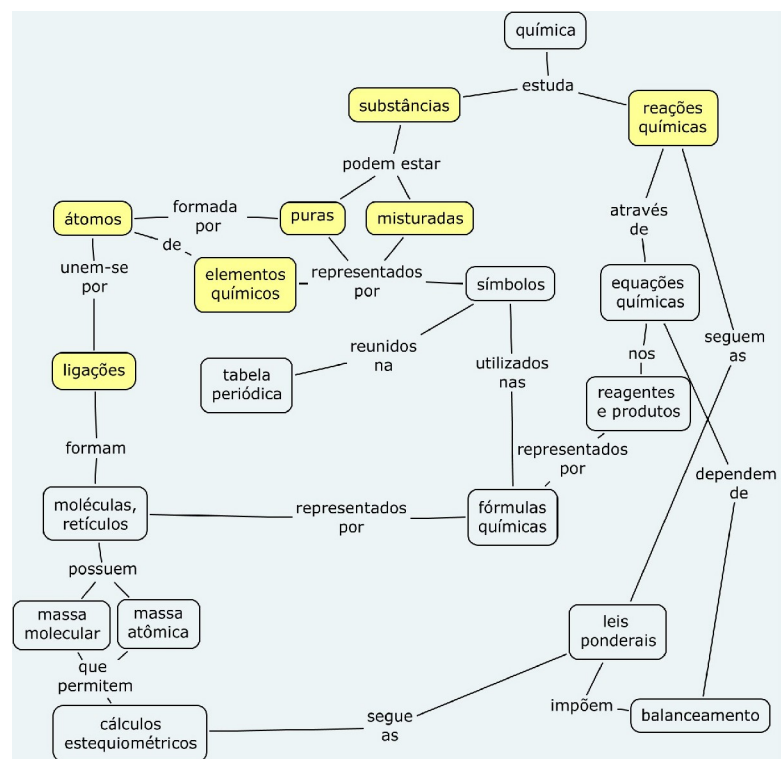 química
estuda
substâncias
reações
químicas
podem estar
formada
por
átomos
puras
misturadas
através
de
de
unem-se
por
elementos
químicos
representados
por
símbolos
equações
químicas
reunidos
na
utilizados
nas
nos
seguem
as
ligações
tabela
periódica
reagentes
e produtos
formam
representados
por
dependem
de
moléculas,
retículos
representados
por
fórmulas
químicas
possuem
massa
molecular
massa
atômica
leis
ponderais
que
permitem
impõem
cálculos
estequiométricos
segue
as
balanceamento